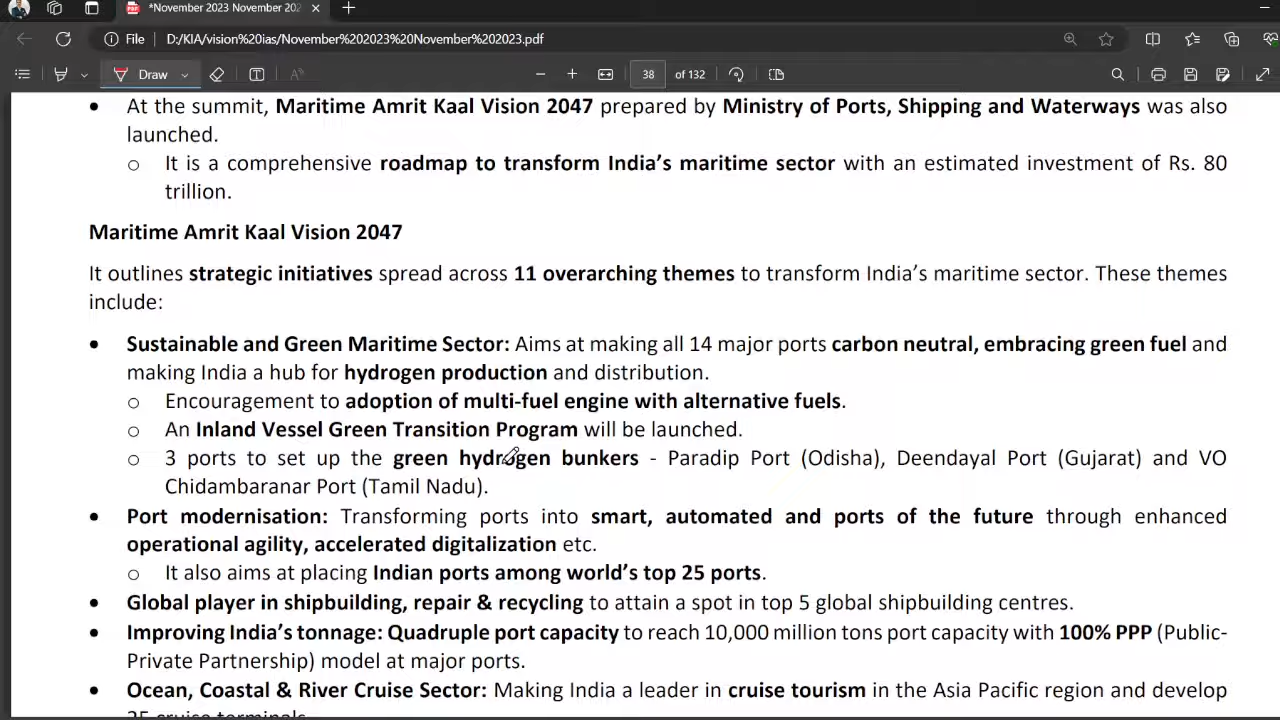 *November 2023 November 202
File D:/KIA/vision%20ias/November%202023%20November%202023.pdf
Draw 38 of 132
• At the summit, Maritime Amrit Kaal Vision 2047 prepared by Ministry of Ports, Shipping and Waterways was also
launched.
o It is a comprehensive roadmap to transform India's maritime sector with an estimated investment of Rs. 80
trillion.
Maritime Amrit Kaal Vision 2047
It outlines strategic initiatives spread across 11 overarching themes to transform India's maritime sector. These themes
include:
• Sustainable and Green Maritime Sector: Aims at making all 14 major ports carbon neutral, embracing green fuel and
making India a hub for hydrogen production and distribution.
o Encouragement to adoption of multi-fuel engine with alternative fuels.
o An Inland Vessel Green Transition Program will be launched.
o 3 ports to set up the green hydrogen bunkers - Paradip Port (Odisha), Deendayal Port (Gujarat) and VO
Chidambaranar Port (Tamil Nadu).
• Port modernisation: Transforming ports into smart, automated and ports of the future through enhanced
operational agility, accelerated digitalization etc.
o It also aims at placing Indian ports among world's top 25 ports.
• Global player in shipbuilding, repair & recycling to attain a spot in top 5 global shipbuilding centres.
• Improving India's tonnage: Quadruple port capacity to reach 10,000 million tons port capacity with 100% PPP (Public-
Private Partnership) model at major ports.
• Ocean, Coastal & River Cruise Sector: Making India a leader in cruise tourism in the Asia Pacific region and develop
25 cruise terminals.